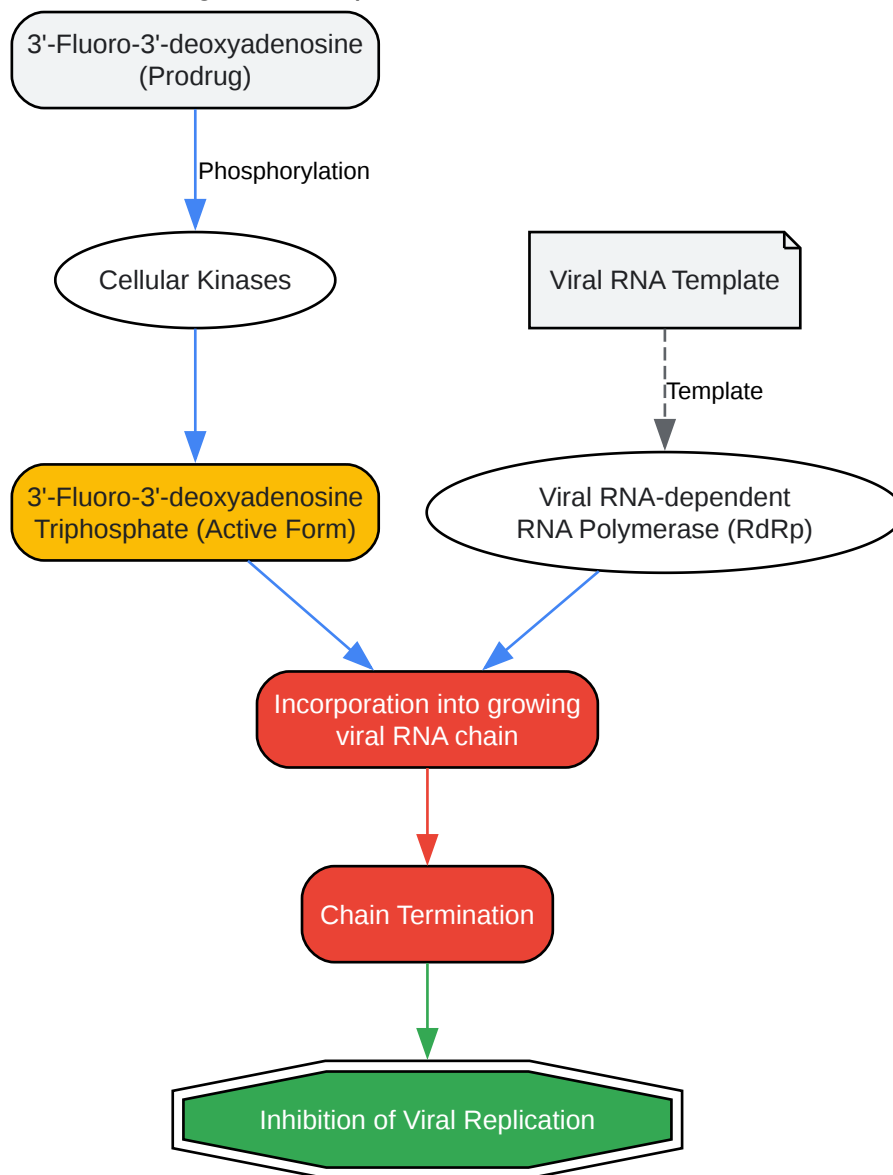 3'-Fluoro-3'-deoxyadenosine
(Prodrug)
Phosphorylation
Cellular Kinases
Viral RNA Template
Template
3'-Fluoro-3'-deoxyadenosine
Triphosphate (Active Form)
Viral RNA-dependent
RNA Polymerase (RdRp)
Incorporation into growing
viral RNA chain
Chain Termination
Inhibition of Viral Replication